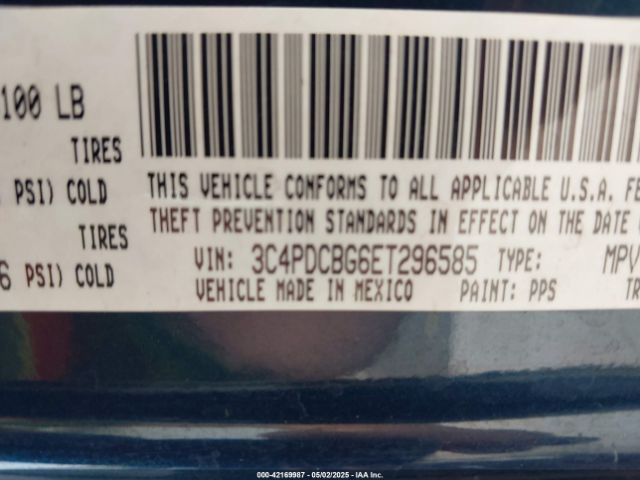 100 LB
TIRES
PSI) COLD
THIS VEHICLE CONFORMS TO ALL APPLICABLE U.S.A. FE
THEFT PREVENTION STANDARDS IN EFFECT ON THE DATE
TIRES
VIN: 3C4PDCBG6ET296585 TYPE: MPV
6 PSI) COLD
VEHICLE MADE IN MEXICO PAINT: PPS TR
000-42169987 - 05/02/2025 - IAA Inc.